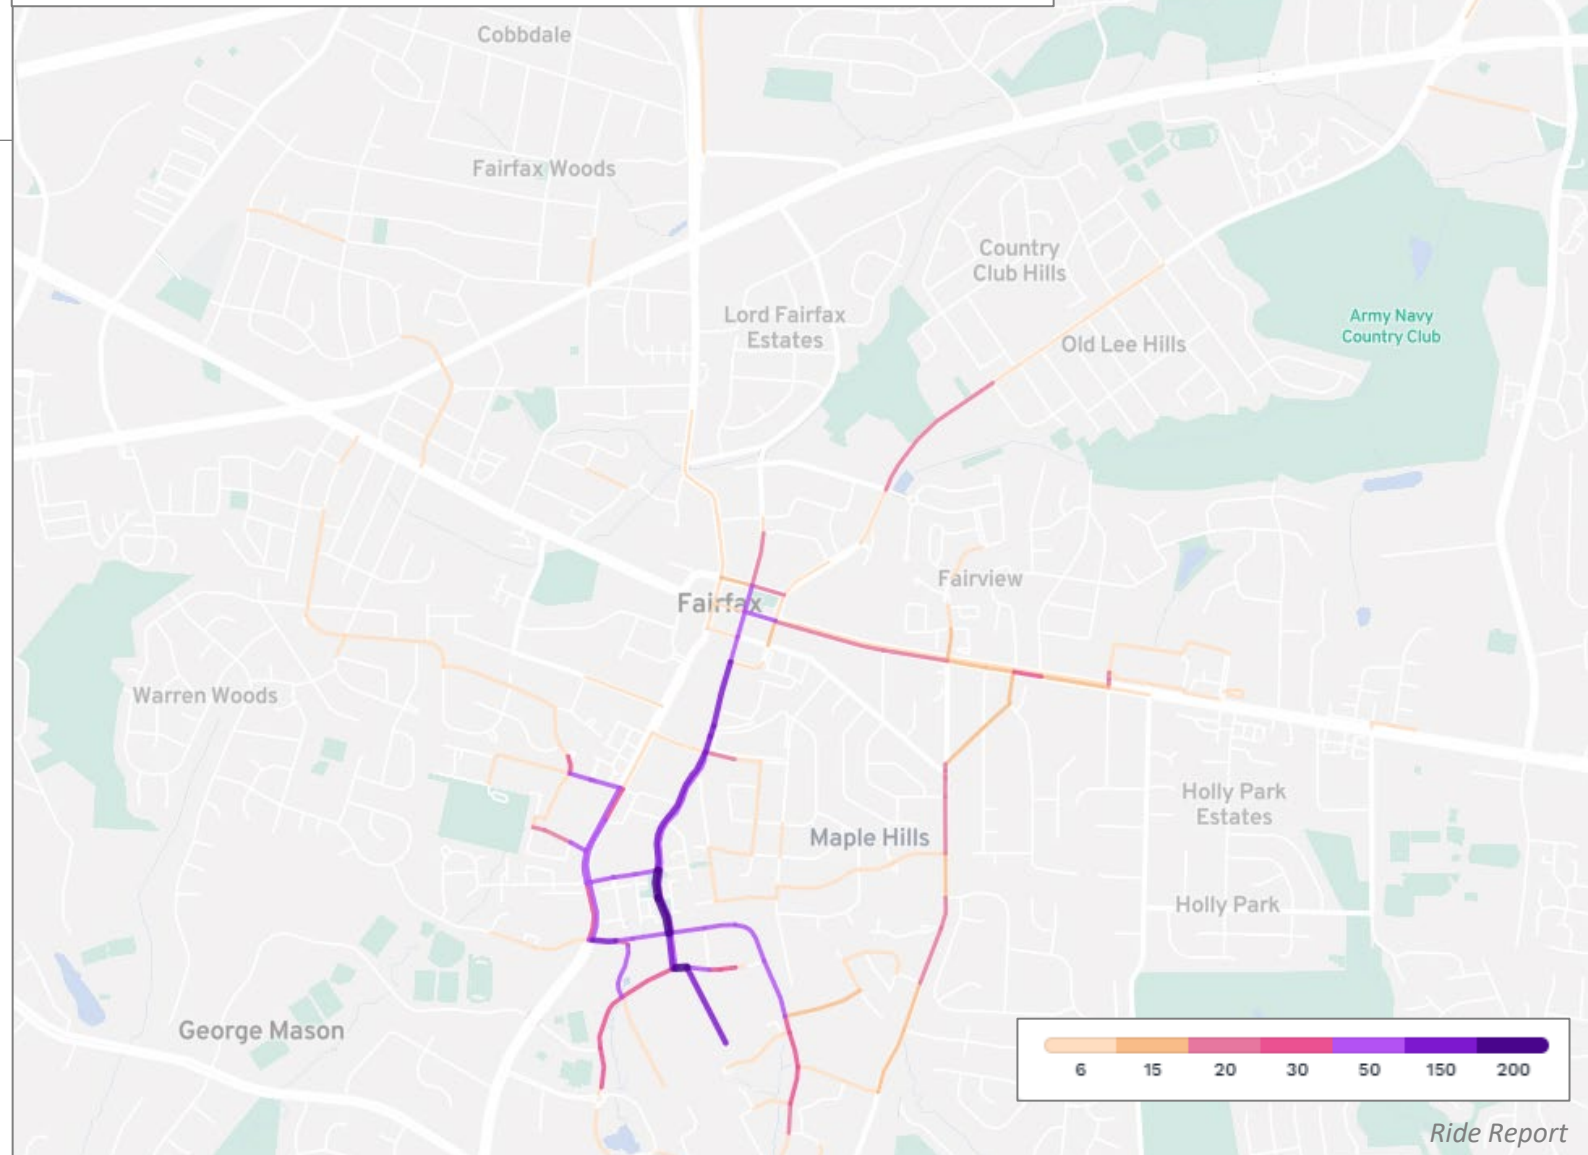 Cobbdale
Fairfax Woods
Country
Club Hills
Lord Fairfax
Estates
Army Navy
Country Club
Old Lee Hills
Fairview
Fairfax
Warren Woods
Holly Park
Estates
Maple Hills
Holly Park
George Mason
6 15 20 30 50 150 200
Ride Report